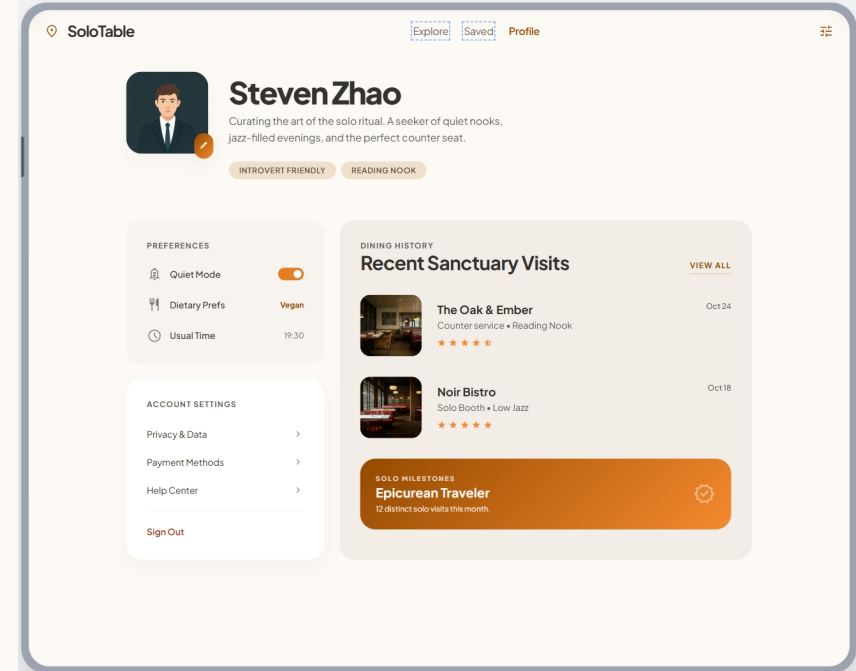 SoloTable
Explore
Saved
Profile
Steven Zhao
Curating the art of the solo ritual. A seeker of quiet nooks,
jazz-filled evenings, and the perfect counter seat.
INTROVERT FRIENDLY
READING NOOK
PREFERENCES
Quiet Mode
Dietary Prefs
Vegan
Usual Time
19:30
ACCOUNT SETTINGS
Privacy & Data
Payment Methods
Help Center
Sign Out
DINING HISTORY
Recent Sanctuary Visits
VIEW ALL
The Oak & Ember
Oct 24
Counter service • Reading Nook
Noir Bistro
Oct 18
Solo Booth • Low Jazz
SOLO MILESTONES
Epicurean Traveler
12 distinct solo visits this month.